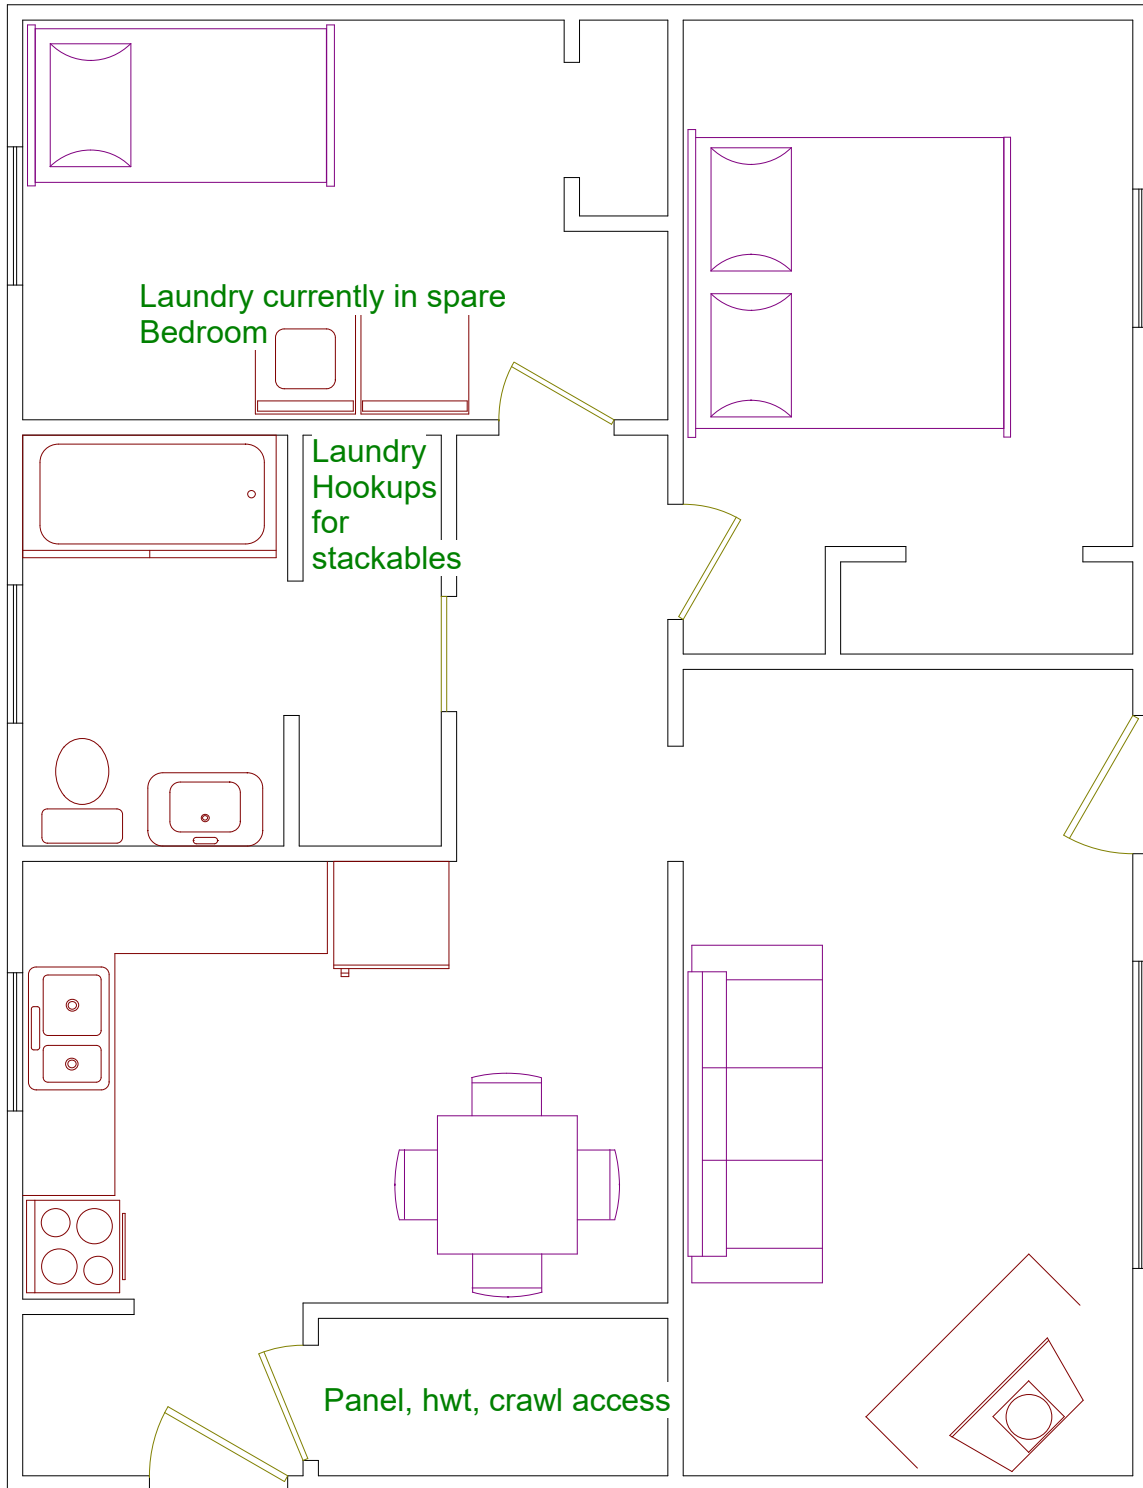 Laundry currently in spare
Bedroom
Laundry
Hookups
for
stackables
Panel, hwt, crawl access